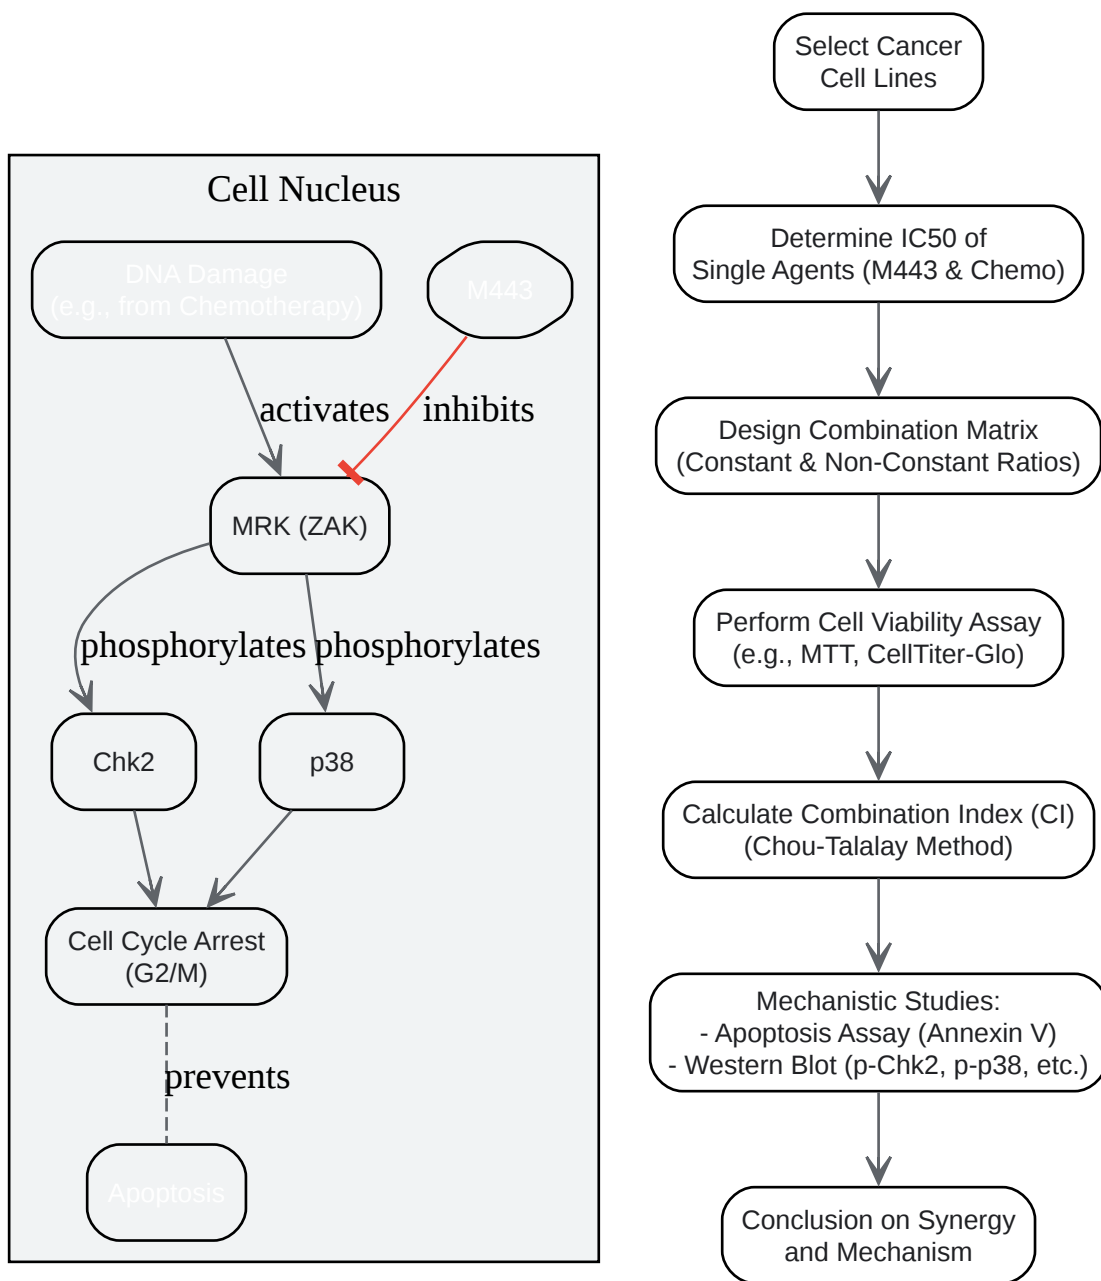 Cell Nucleus
DNA Damage
(e.g., from Chemotherapy)
M443
activates
inhibits
MRK (ZAK)
phosphorylates
phosphorylates
Chk2
p38
Cell Cycle Arrest
(G2/M)
prevents
Apoptosis
Select Cancer
Cell Lines
Determine IC50 of
Single Agents (M443 & Chemo)
Design Combination Matrix
(Constant & Non-Constant Ratios)
Perform Cell Viability Assay
(e.g., MTT, CellTiter-Glo)
Calculate Combination Index (CI)
(Chou-Talalay Method)
Mechanistic Studies:
- Apoptosis Assay (Annexin V)
- Western Blot (p-Chk2, p-p38, etc.)
Conclusion on Synergy
and Mechanism